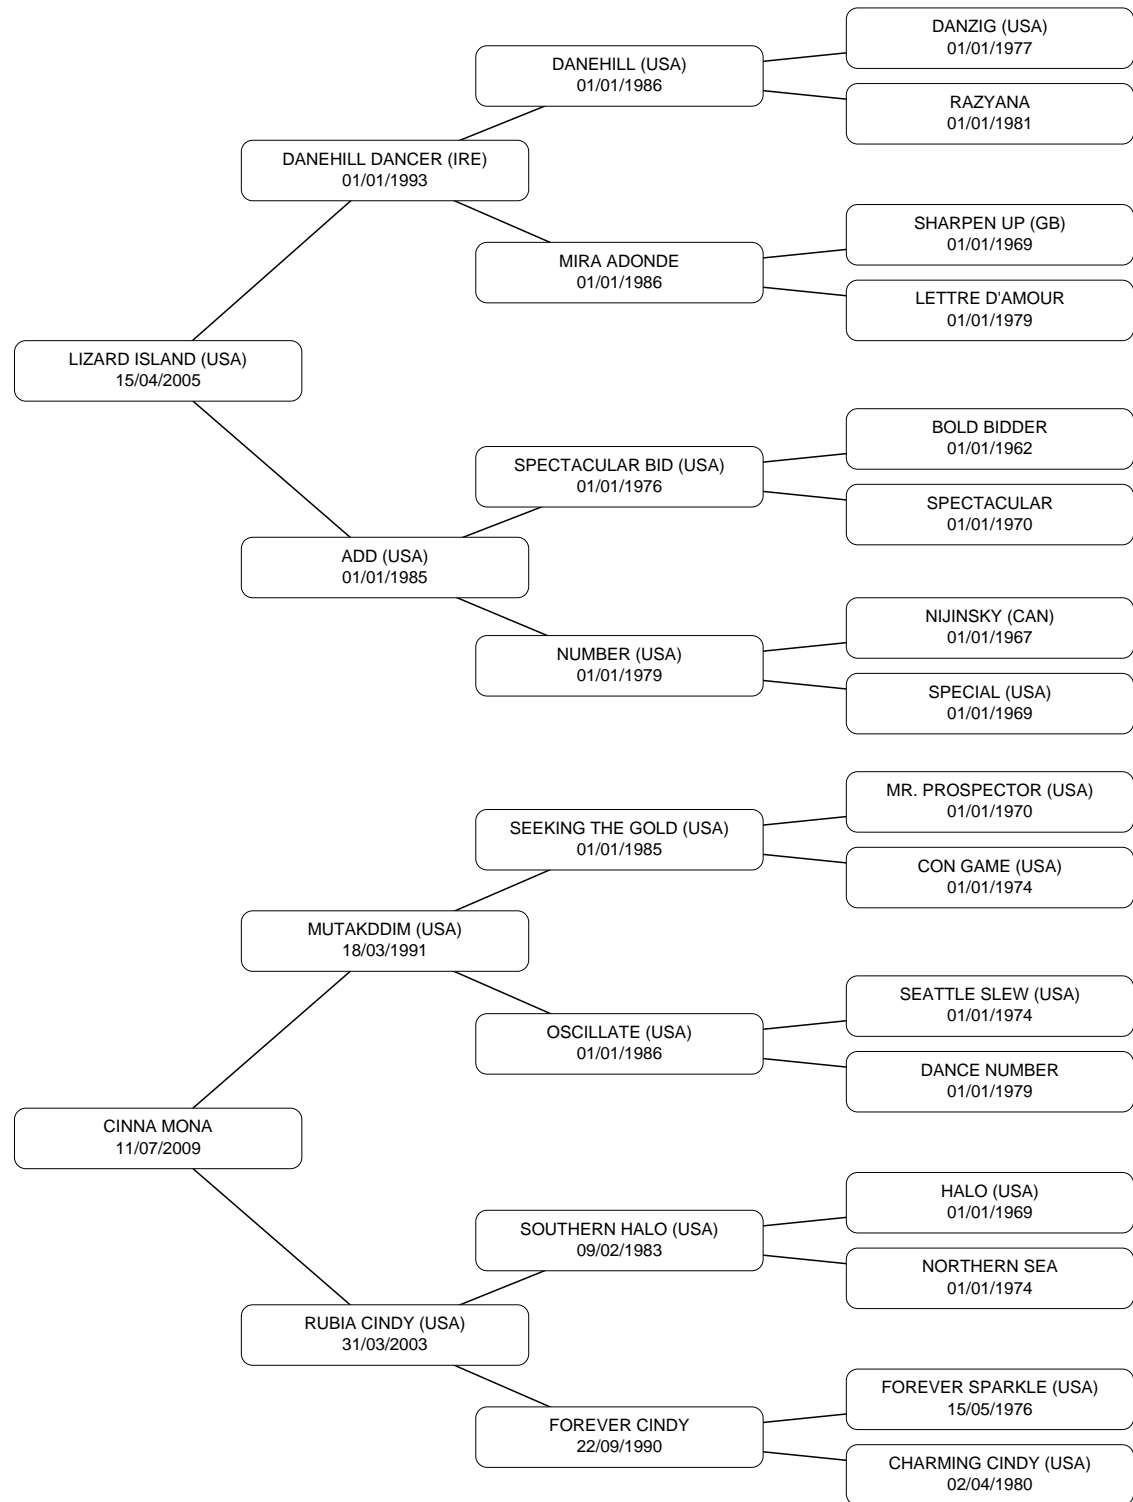 DANZIG (USA)
01/01/1977
DANEHILL (USA)
01/01/1986
RAZYANA
01/01/1981
DANEHILL DANCER (IRE)
01/01/1993
SHARPEN UP (GB)
01/01/1969
MIRA ADONDE
01/01/1986
LETTRE D'AMOUR
01/01/1979
LIZARD ISLAND (USA)
15/04/2005
BOLD BIDDER
01/01/1962
SPECTACULAR BID (USA)
01/01/1976
SPECTACULAR
01/01/1970
ADD (USA)
01/01/1985
NIJINSKY (CAN)
01/01/1967
NUMBER (USA)
01/01/1979
SPECIAL (USA)
01/01/1969
MR. PROSPECTOR (USA)
01/01/1970
SEEKING THE GOLD (USA)
01/01/1985
CON GAME (USA)
01/01/1974
MUTAKDDIM (USA)
18/03/1991
SEATTLE SLEW (USA)
01/01/1974
OSCILLATE (USA)
01/01/1986
DANCE NUMBER
01/01/1979
CINNA MONA
11/07/2009
HALO (USA)
01/01/1969
SOUTHERN HALO (USA)
09/02/1983
NORTHERN SEA
01/01/1974
RUBIA CINDY (USA)
31/03/2003
FOREVER SPARKLE (USA)
15/05/1976
FOREVER CINDY
22/09/1990
CHARMING CINDY (USA)
02/04/1980